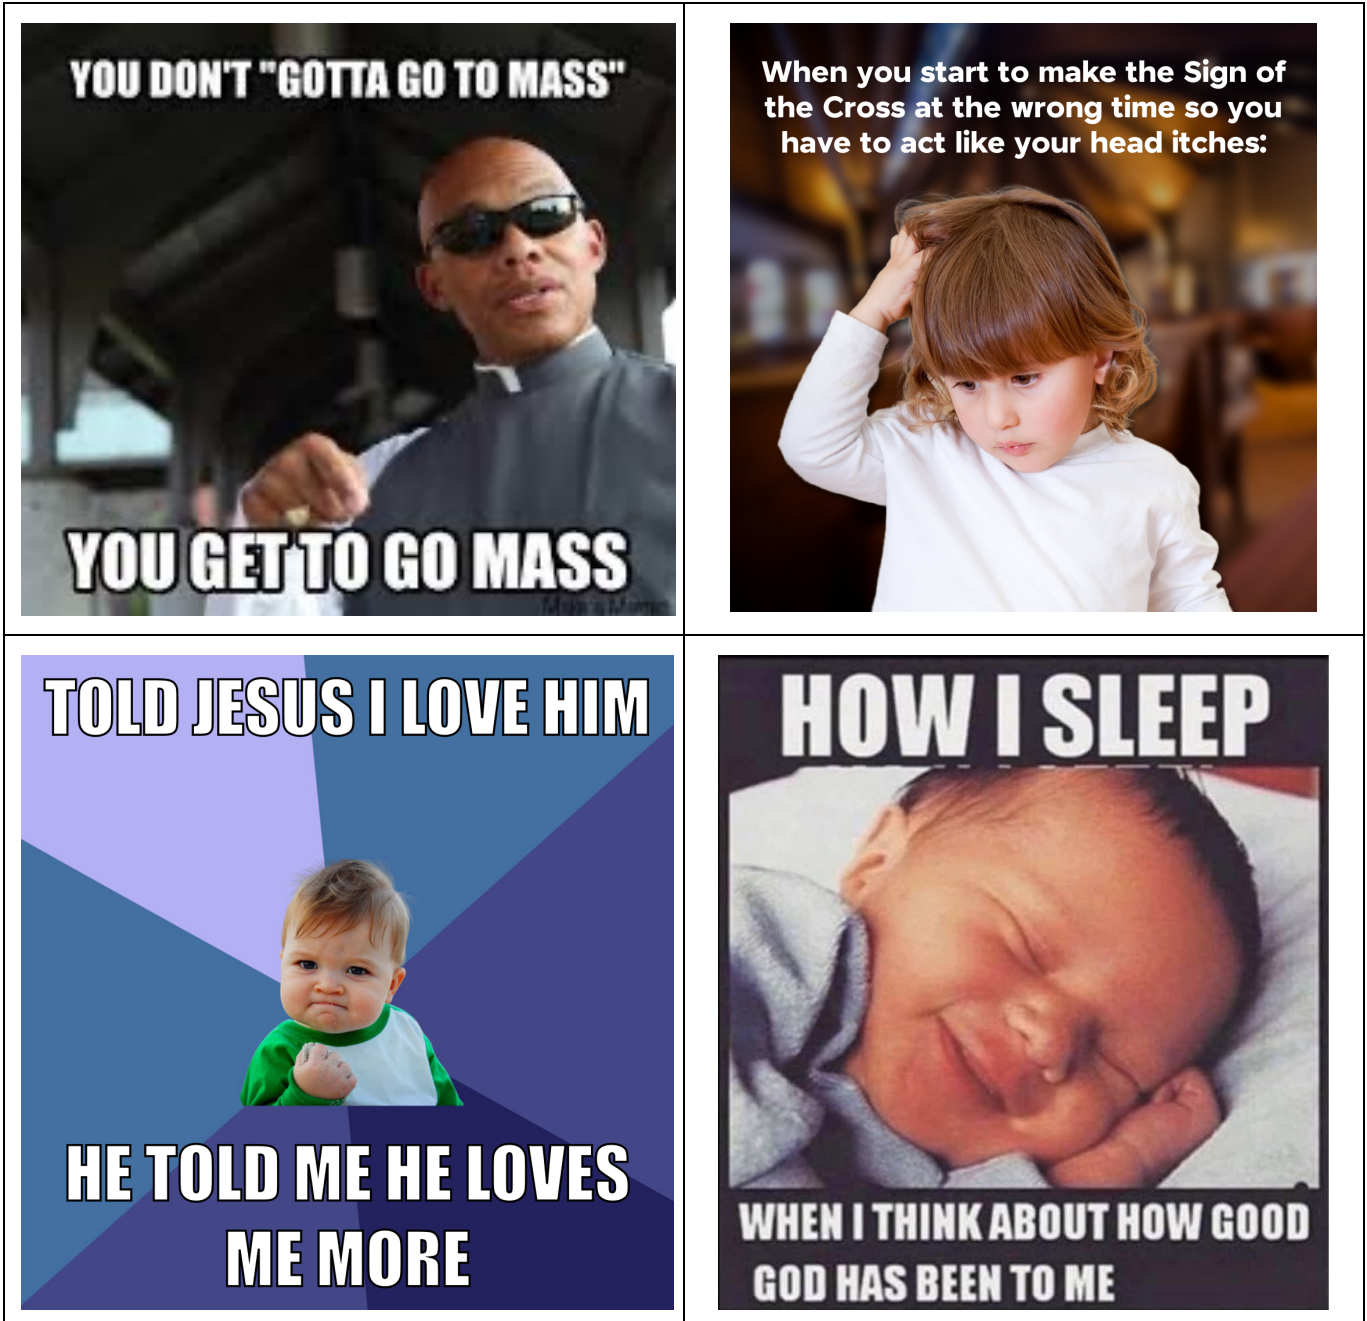 YOU DON'T "GOTTA GO TO MASS"
YOU GET TO GO MASS
When you start to make the Sign of
the Cross at the wrong time so you
have to act like your head itches:
TOLD JESUS I LOVE HIM
HE TOLD ME HE LOVES
ME MORE
HOW I SLEEP
WHEN I THINK ABOUT HOW GOOD
GOD HAS BEEN TO ME